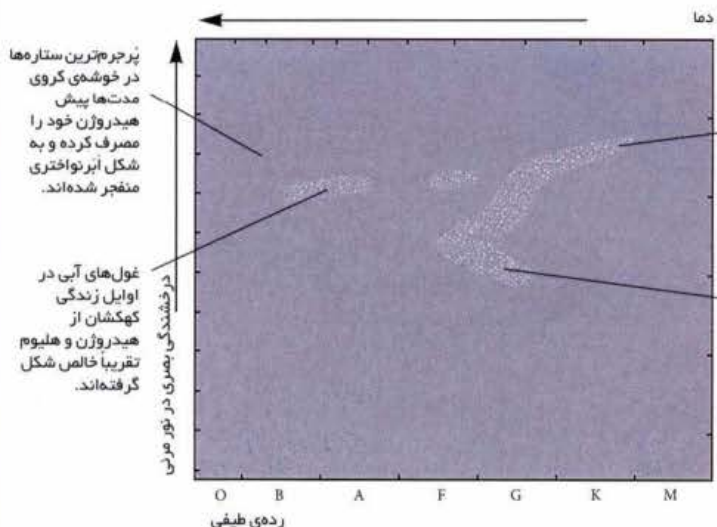 دما
پُرجرم‌ترین ستاره‌ها
در خوشه‌ی کروی
مدت‌ها پیش
هیدروژن خود را
مصرف کرده و به
شکل اَبَرنواختری
منفجر شده‌اند.
غول‌های آبی در
اوایل زندگی
کهکشان از
هیدروژن و هلیوم
تقریباً خالص شکل
گرفته‌اند.
درخشندگی بصری در نور مرئی
O B A F G K M
رده‌ی طیفی